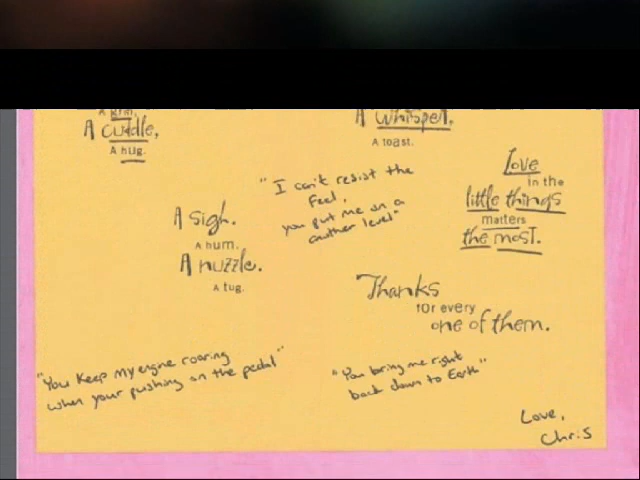 A grin,
A cuddle,
A hug.
A whisper,
A toast.
Love
in the
little things
matters
the most.
"I can't resist the
feel,
you put me on a
another level"
A sigh.
A hum,
A nuzzle.
A tug.
Thanks
for every
one of them.
"You Keep My engine roaring
when your pushing on the pedal"
"You bring me right
back down to Earth"
Love,
Chris